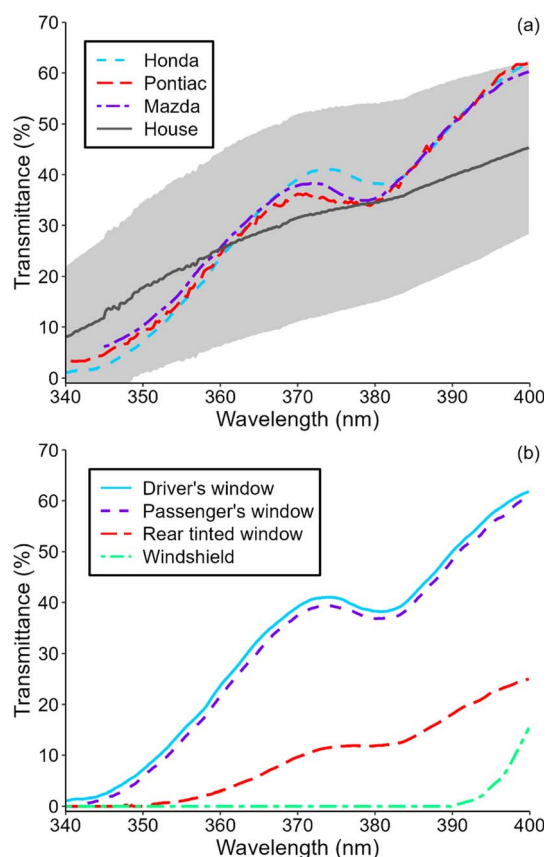 (a)
70
60
50
40
30
20
10
0
Transmittance (%)
Honda
Pontiac
Mazda
House
340 350 360 370 380 390 400
Wavelength (nm)
(b)
70
60
50
40
30
20
10
0
Transmittance (%)
Driver's window
Passenger's window
Rear tinted window
Windshield
340 350 360 370 380 390 400
Wavelength (nm)